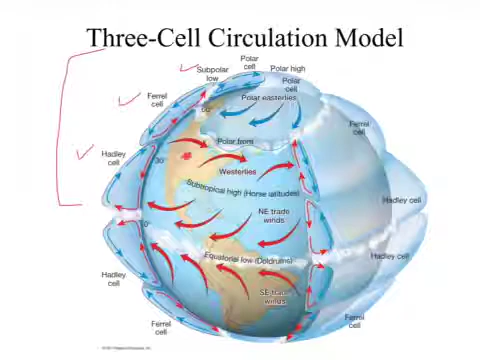 Three-Cell Circulation Model
Polar cell
Polar high
Subpolar low
Polar cell
Ferrel cell
Polar easterlies
60°
Ferrel cell
Polar front
Hadley cell
30°
Westerlies
Subtropical high (Horse latitudes)
Hadley cell
NE trade winds
0°
Equatorial low (Doldrums)
Hadley cell
Hadley cell
SE trade winds
Ferrel cell
Ferrel cell